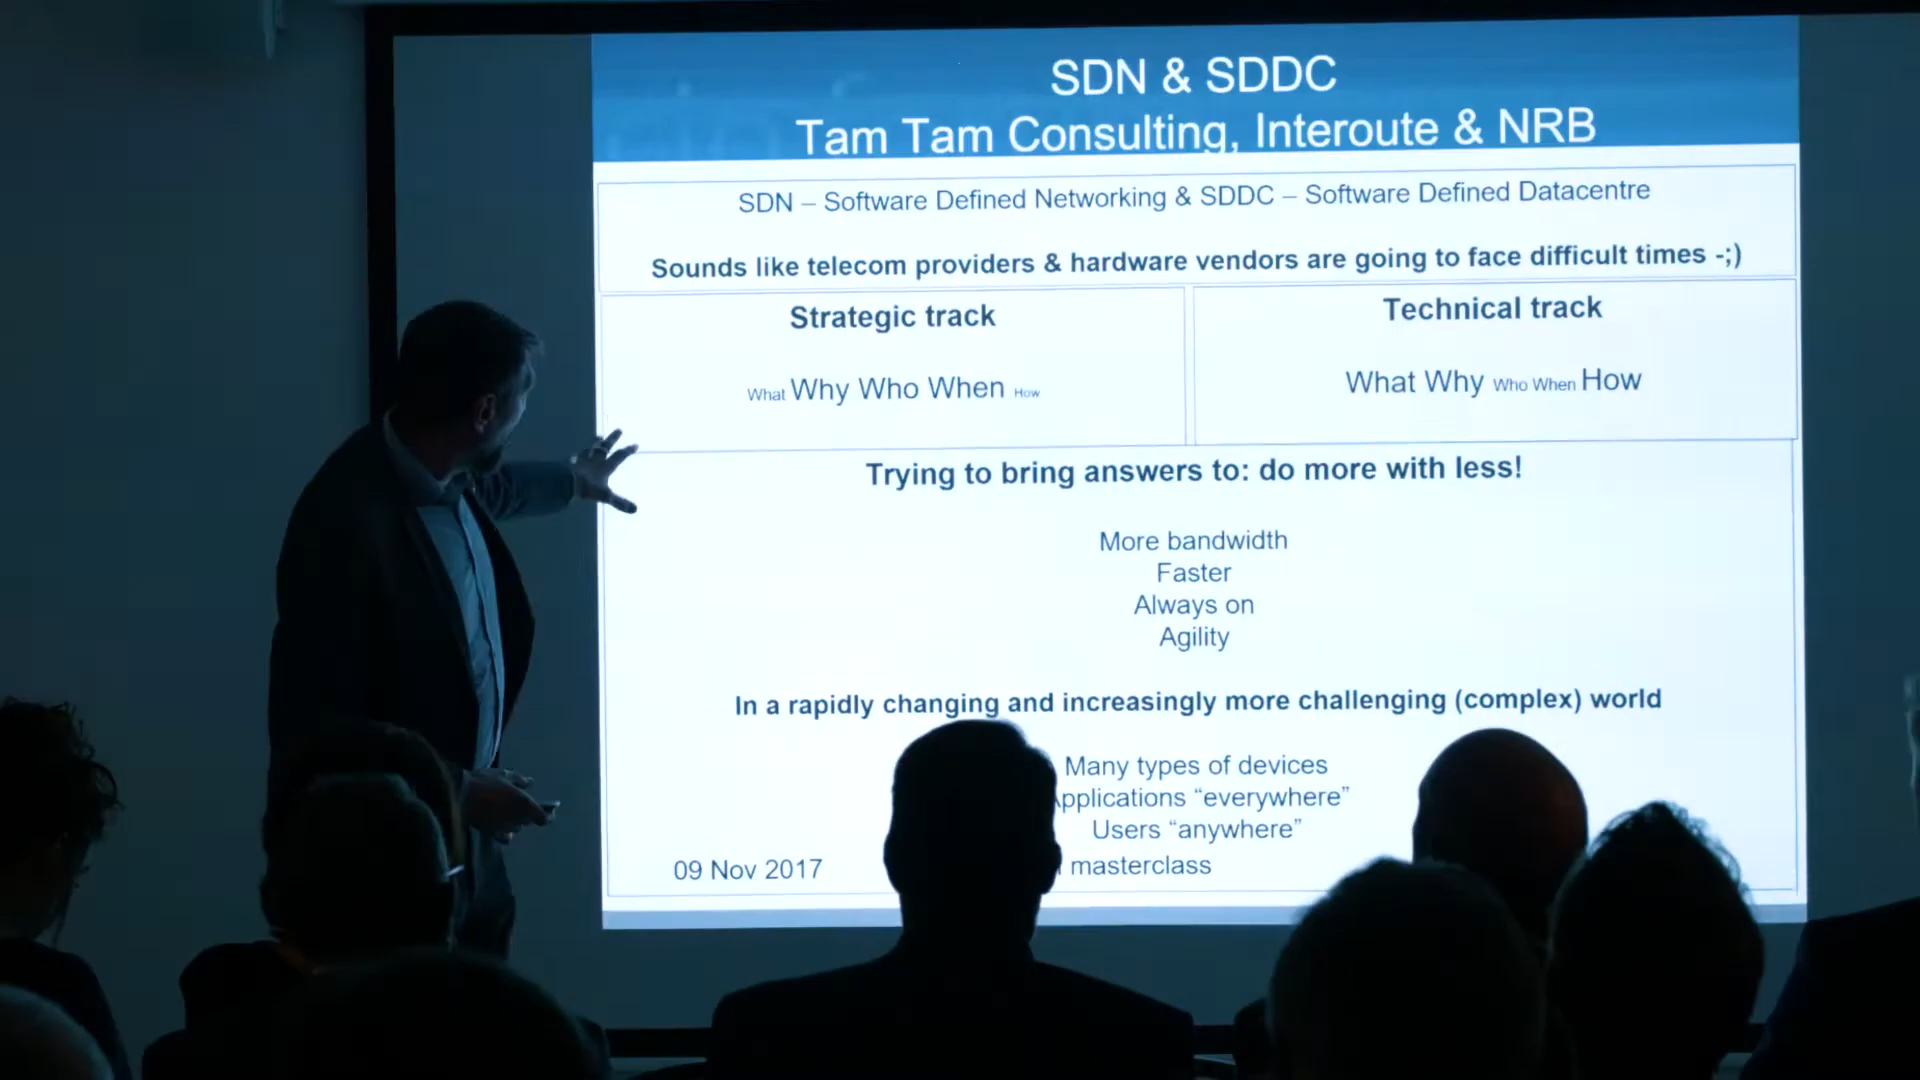 SDN & SDDC
Tam Tam Consulting, Interoute & NRB
SDN – Software Defined Networking & SDDC – Software Defined Datacentre
Sounds like telecom providers & hardware vendors are going to face difficult times -;)
Strategic track
What Why Who When How
Technical track
What Why Who When How
Trying to bring answers to: do more with less!
More bandwidth
Faster
Always on
Agility
In a rapidly changing and increasingly more challenging (complex) world
Many types of devices
pplications “everywhere”
Users “anywhere”
09 Nov 2017
masterclass